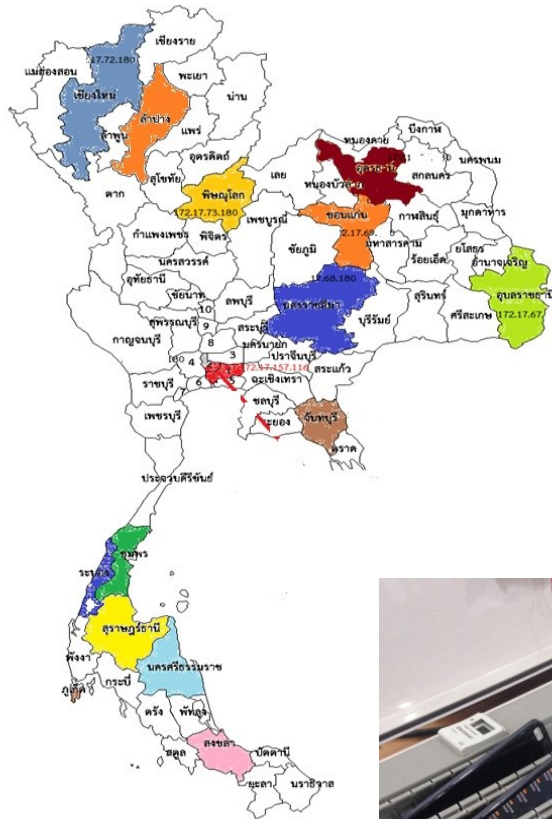 เชียงราย
17.72.180
แม่ฮ่องสอน
พะเยา
เชียงใหม่
น่าน
ลำปาง
ลำพูน
แพร่
อุตรดิตถ์
ตาก
สุโขทัย
พิษณุโลก
172.17.73.180
เพชรบูรณ์
กำแพงเพชร
พิจิตร
นครสวรรค์
อุทัยธานี
ชัยนาท
ลพบุรี
10
9
8
สุพรรณบุรี
สระบุรี
นครนายก
กาญจนบุรี
4
3
ปราจีนบุรี
172.17.157.116
ราชบุรี
6
5
ฉะเชิงเทรา
สระแก้ว
เพชรบุรี
ชลบุรี
ระยอง
จันทบุรี
ตราด
เลย
หนองคาย
บึงกาฬ
นครพนม
อุดรธานี
สกลนคร
หนองบัวลำภู
ขอนแก่น
กาฬสินธุ์
มุกดาหาร
2.17.69.
มหาสารคาม
ชัยภูมิ
ร้อยเอ็ด
ยโสธร
อำนาจเจริญ
17.68.180
นครราชสีมา
บุรีรัมย์
สุรินทร์
ศรีสะเกษ
อุบลราชธานี
172.17.67.
ประจวบคีรีขันธ์
ชุมพร
ระนอง
สุราษฎร์ธานี
พังงา
นครศรีธรรมราช
ภูเก็ต
กระบี่
ตรัง
พัทลุง
สตูล
สงขลา
ปัตตานี
ยะลา
นราธิวาส